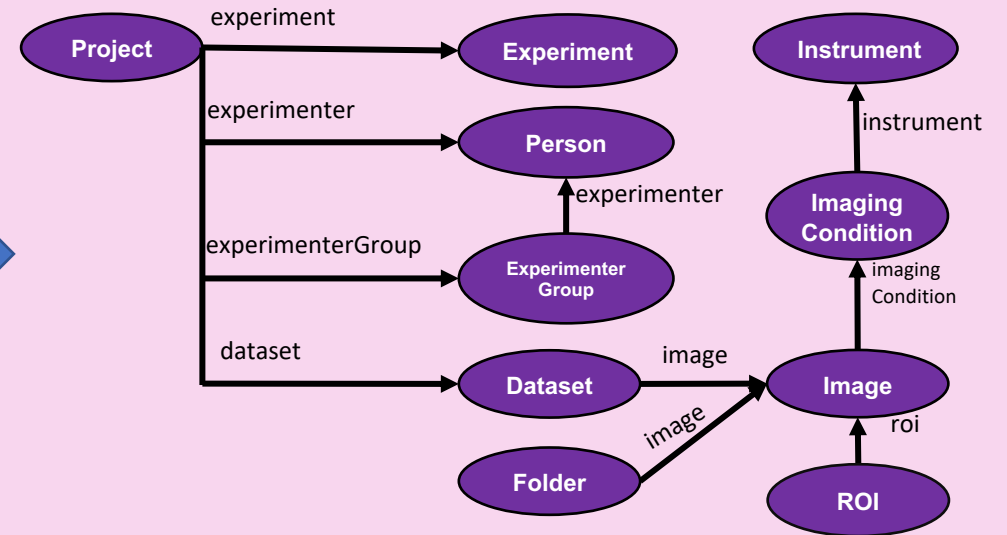 experiment
Project
Experiment
Instrument
experimenter
instrument
Person
experimenter
Imaging
Condition
experimenterGroup
Experimenter
Group
imaging
Condition
dataset
image
Dataset
Image
image
roi
Folder
ROI